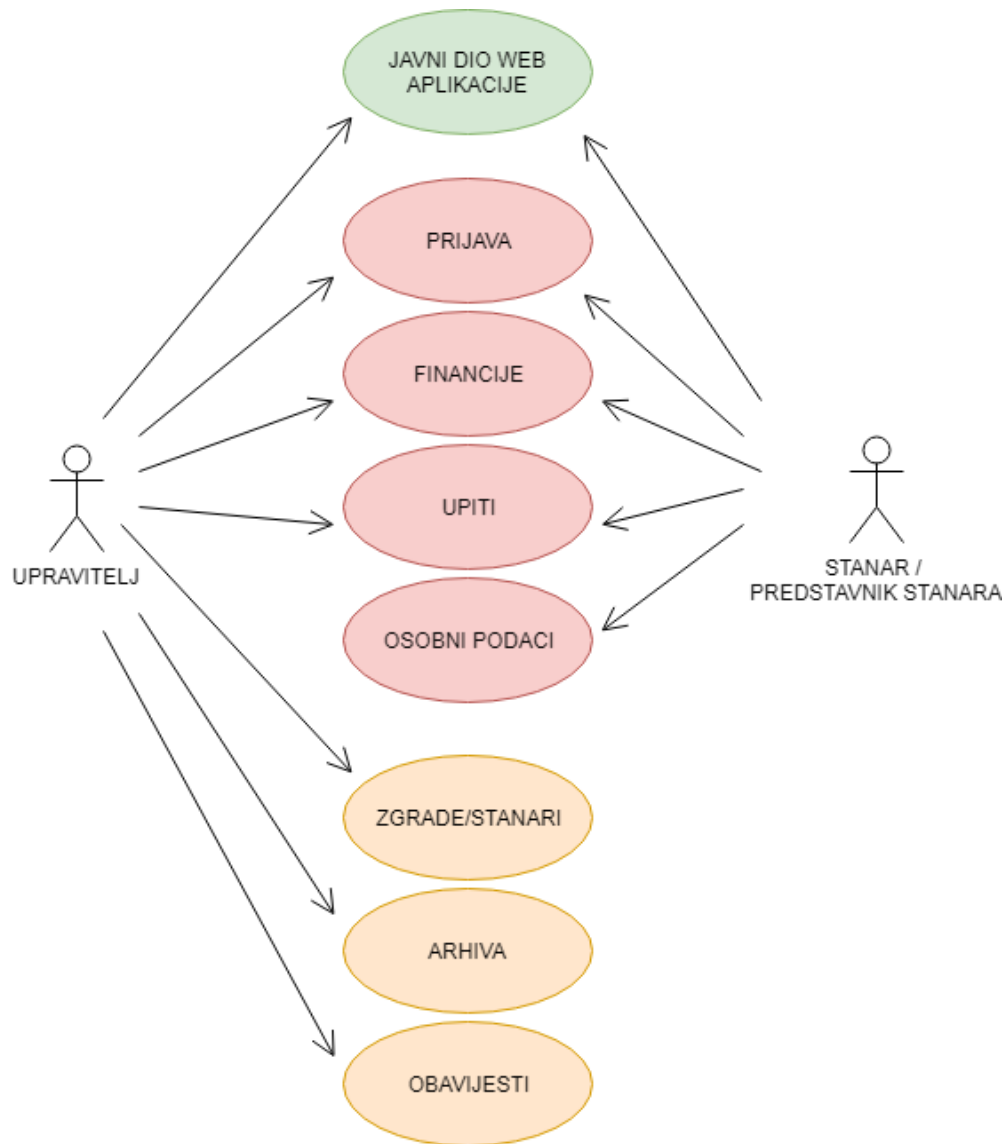 JAVNI DIO WEB
APLIKACIJE
PRIJAVA
FINANCIJE
UPITI
UPRAVITELJ
STANAR /
PREDSTAVNIK STANARA
OSOBNI PODACI
ZGRADE/STANARI
ARHIVA
OBAVIJESTI